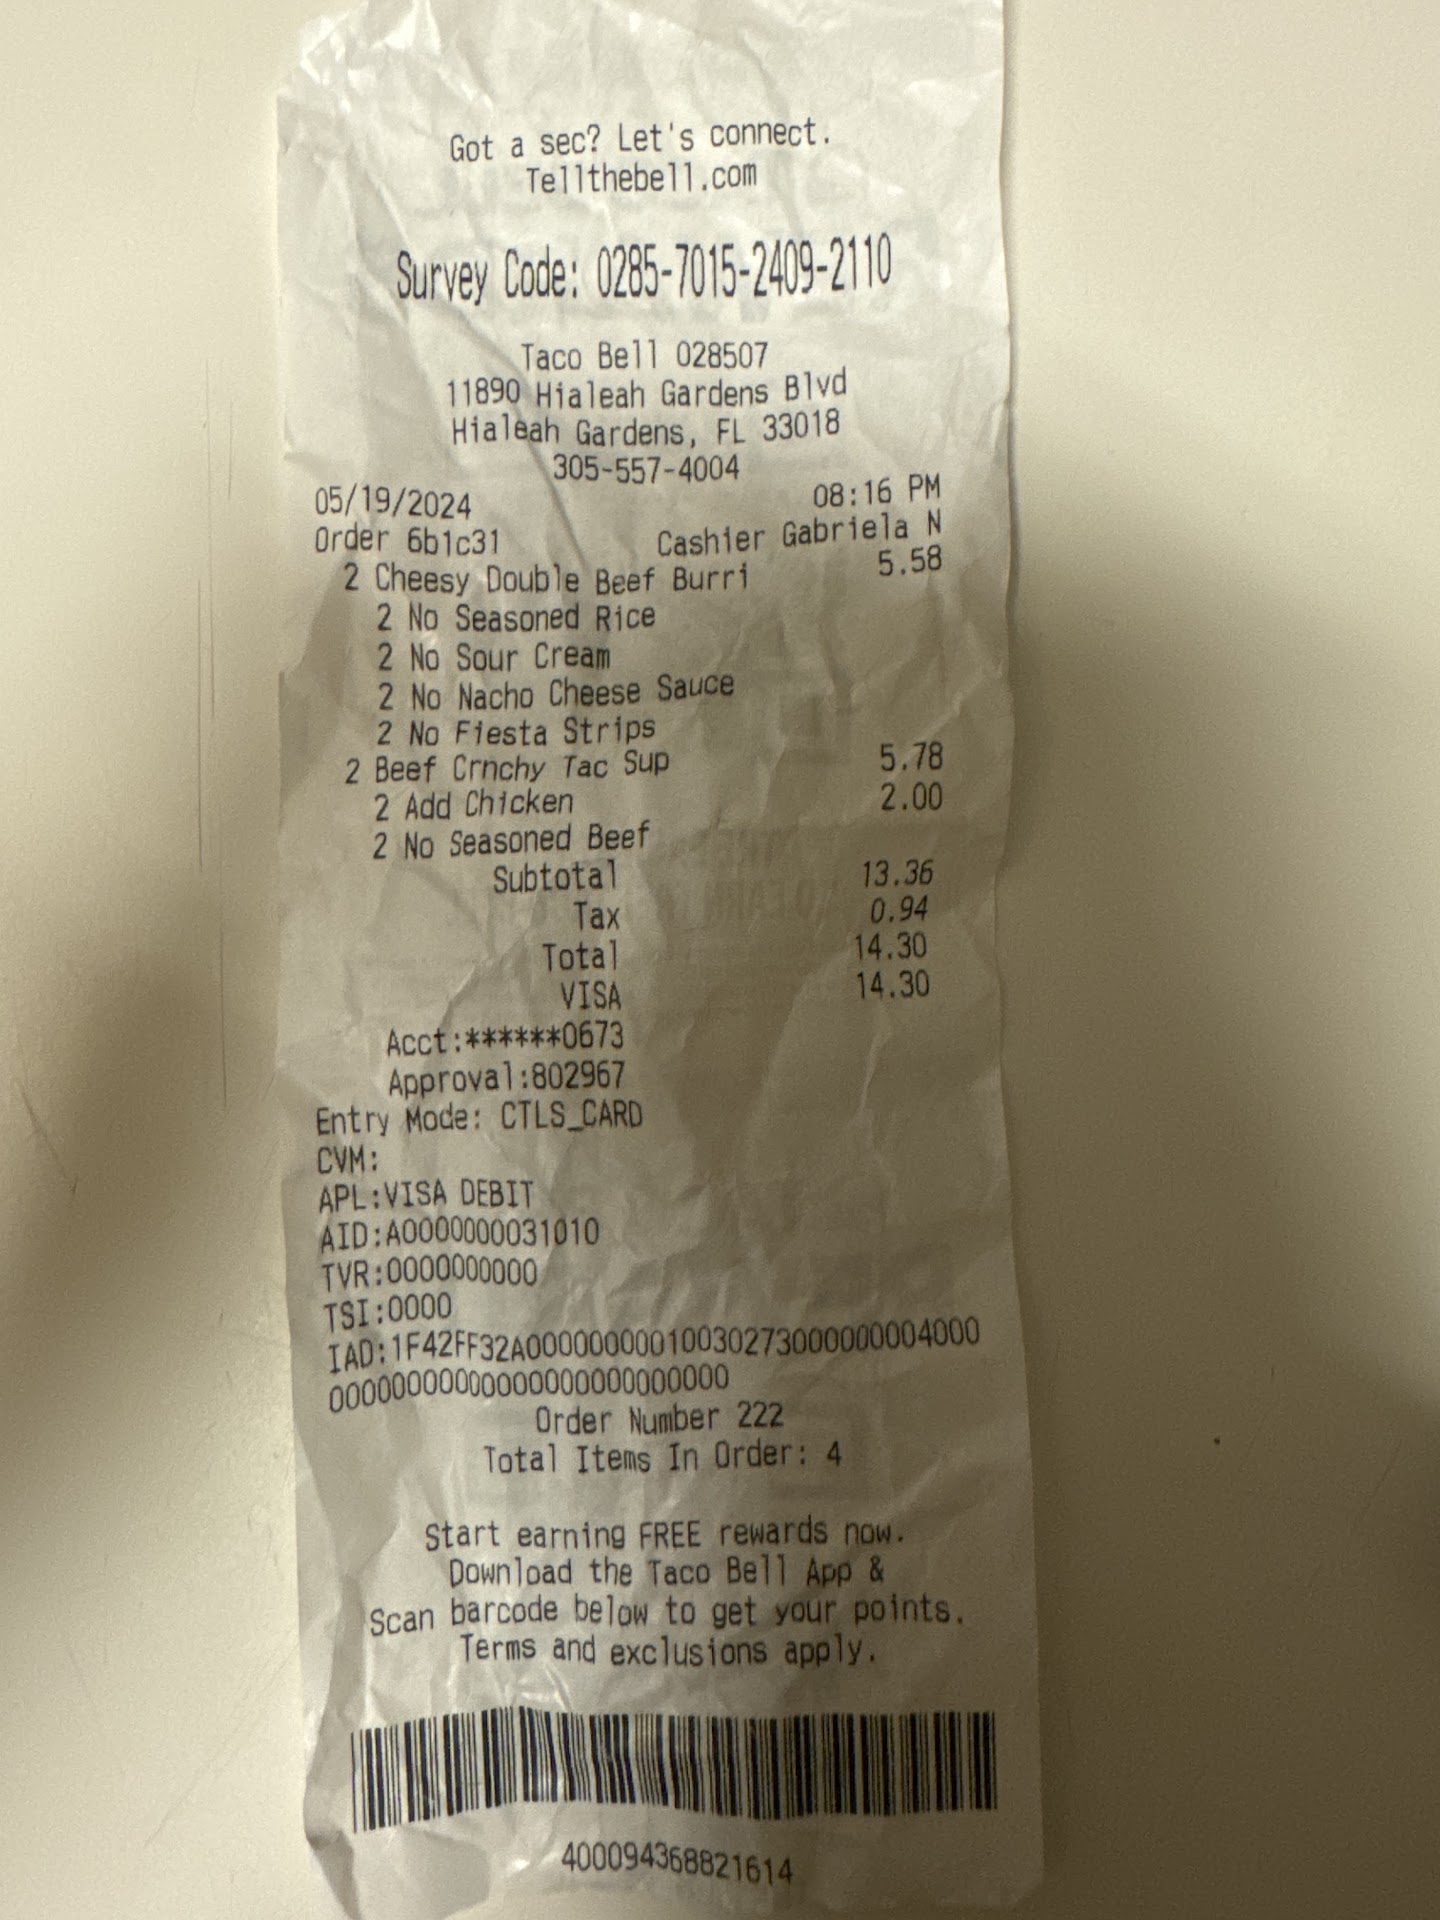 Got a sec? Let's connect.
Tellthebell.com
Survey Code: 0285-7015-2409-2110
Taco Bell 028507
11890 Hialeah Gardens Blvd
Hialeah Gardens, FL 33018
305-557-4004
05/19/2024 08:16 PM
Order 6b1c31 Cashier Gabriela N
2 Cheesy Double Beef Burri 5.58
2 No Seasoned Rice
2 No Sour Cream
2 No Nacho Cheese Sauce
2 No Fiesta Strips
2 Beef Crnchy Tac Sup 5.78
2 Add Chicken 2.00
2 No Seasoned Beef
Subtotal 13.36
Tax 0.94
Total 14.30
VISA 14.30
Acct:******0673
Approval:802967
Entry Mode: CTLS_CARD
CVM:
APL:VISA DEBIT
AID:A0000000031010
TVR:0000000000
TSI:0000
IAD:1F42FF32A00000000010030273000000004000
00000000000000000000000000
Order Number 222
Total Items In Order: 4
Start earning FREE rewards now.
Download the Taco Bell App &
Scan barcode below to get your points.
Terms and exclusions apply.
400094368821614